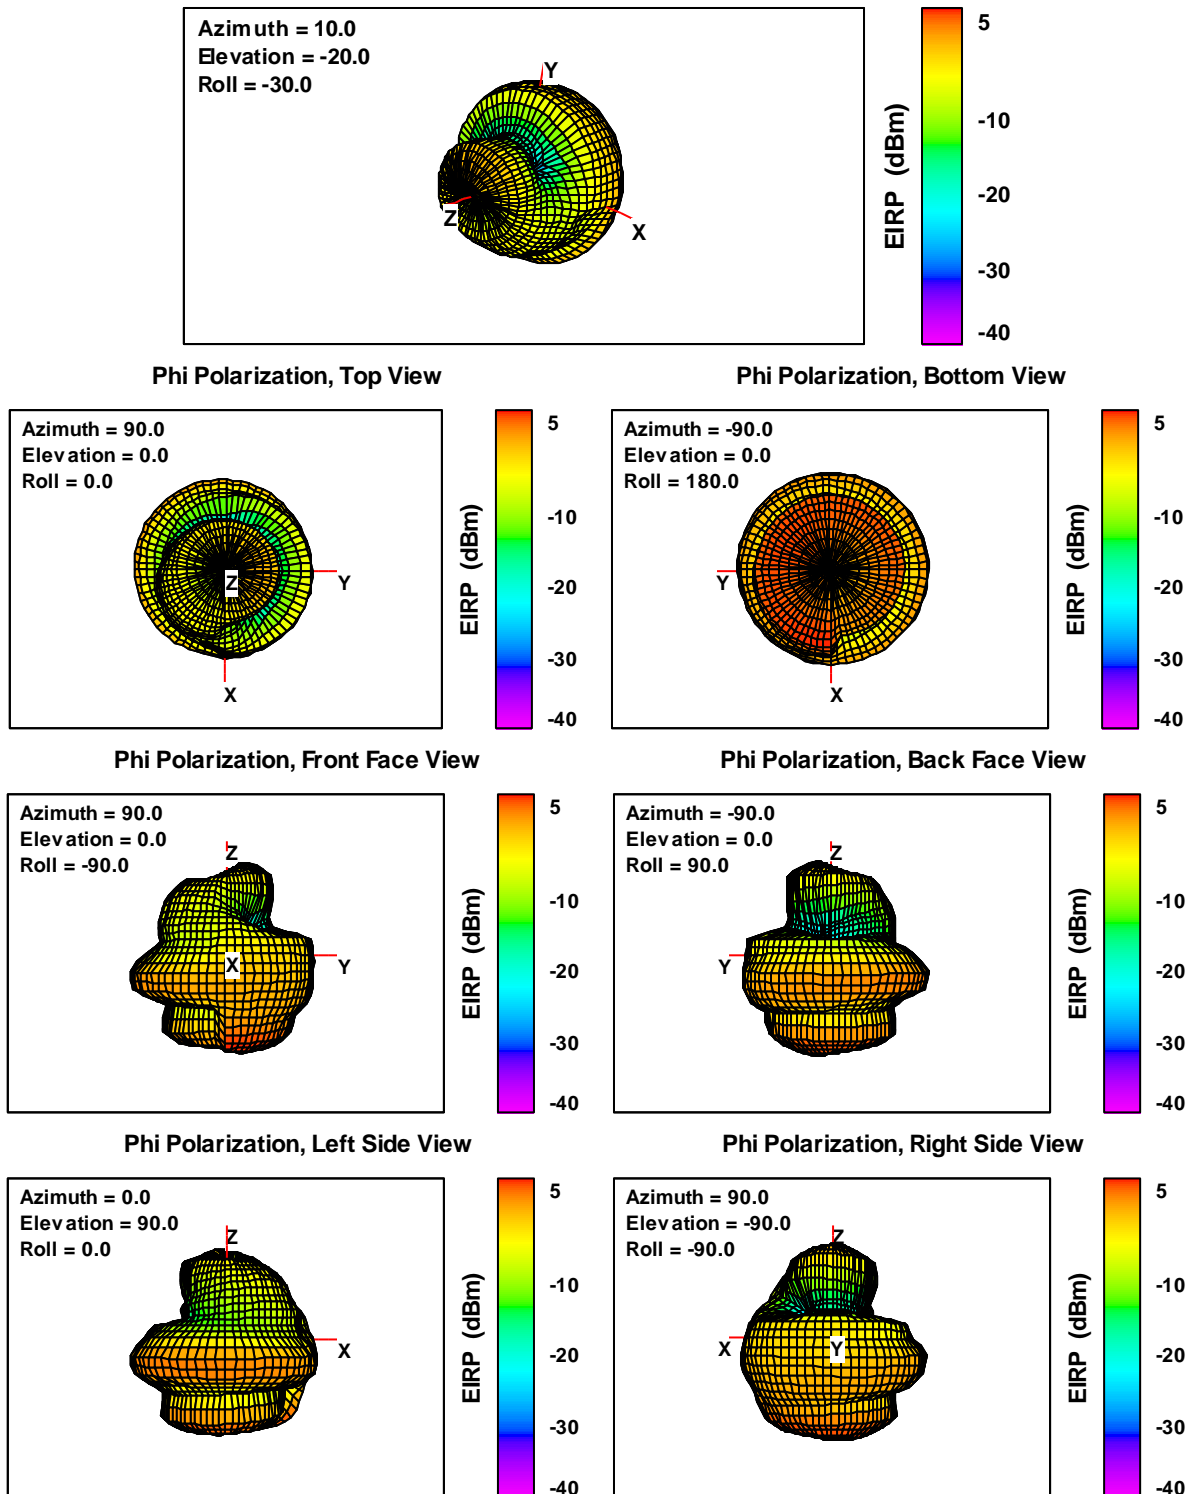 Azimuth = 10.0
Elevation = -20.0
Roll = -30.0
Y
Z
X
EIRP (dBm)
5
-10
-20
-30
-40
Phi Polarization, Top View
Azimuth = 90.0
Elevation = 0.0
Roll = 0.0
Z
Y
X
EIRP (dBm)
5
-10
-20
-30
-40
Phi Polarization, Bottom View
Azimuth = -90.0
Elevation = 0.0
Roll = 180.0
Y
X
EIRP (dBm)
5
-10
-20
-30
-40
Phi Polarization, Front Face View
Azimuth = 90.0
Elevation = 0.0
Roll = -90.0
Z
X
Y
EIRP (dBm)
5
-10
-20
-30
-40
Phi Polarization, Back Face View
Azimuth = -90.0
Elevation = 0.0
Roll = 90.0
Z
Y
EIRP (dBm)
5
-10
-20
-30
-40
Phi Polarization, Left Side View
Azimuth = 0.0
Elevation = 90.0
Roll = 0.0
Z
X
EIRP (dBm)
5
-10
-20
-30
-40
Phi Polarization, Right Side View
Azimuth = 90.0
Elevation = -90.0
Roll = -90.0
Z
X
Y
EIRP (dBm)
5
-10
-20
-30
-40